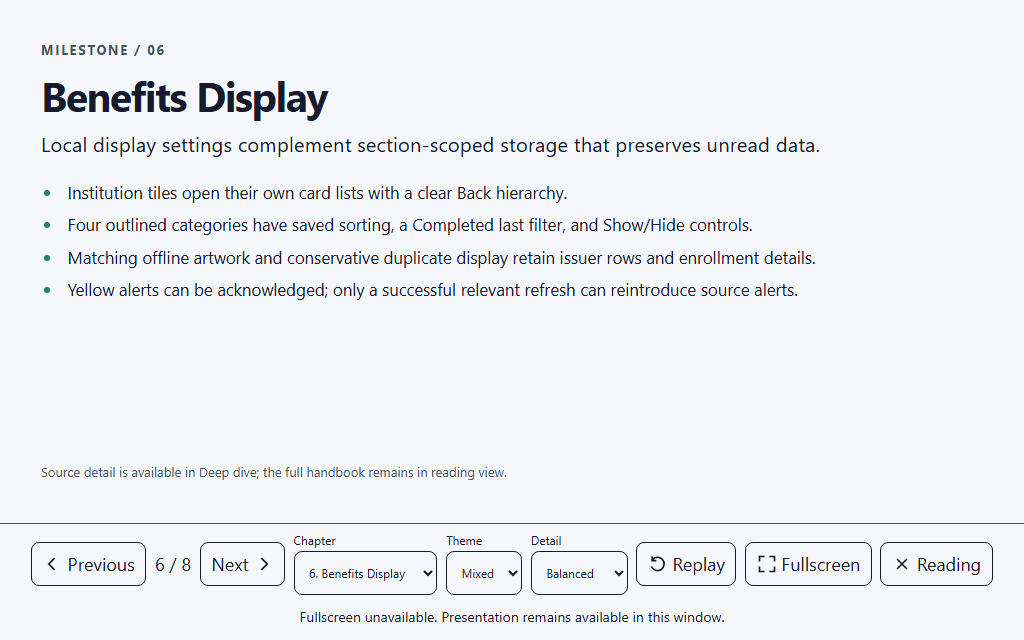 MILESTONE / 06
Benefits Display
Local display settings complement section-scoped storage that preserves unread data.
Institution tiles open their own card lists with a clear Back hierarchy.
Four outlined categories have saved sorting, a Completed last filter, and Show/Hide controls.
Matching offline artwork and conservative duplicate display retain issuer rows and enrollment details.
Yellow alerts can be acknowledged; only a successful relevant refresh can reintroduce source alerts.
Source detail is available in Deep dive; the full handbook remains in reading view.
Chapter Theme Detail
Previous 6 / 8 Next 6. Benefits Display Mixed Balanced Replay Fullscreen Reading
Fullscreen unavailable. Presentation remains available in this window.